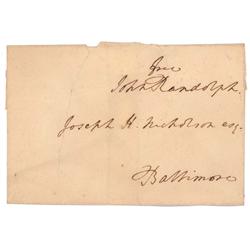 free
John Randolph.
Joseph H. Nicholson esq.
Baltimore